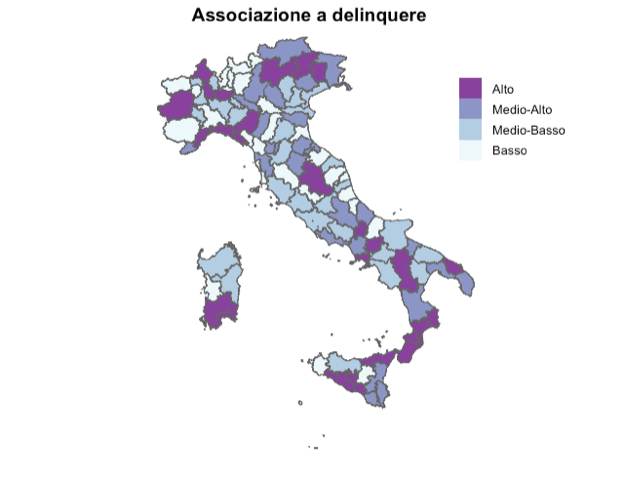 Associazione a delinquere
Alto
Medio-Alto
Medio-Basso
Basso